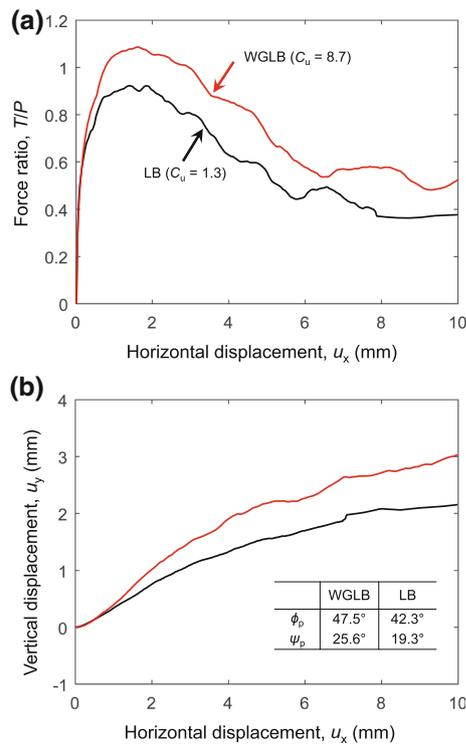 (a)
1.2
1
0.8
0.6
0.4
0.2
0
Force ratio, T/P
WGLB (Cu = 8.7)
LB (Cu = 1.3)
0 2 4 6 8 10
Horizontal displacement, ux (mm)
(b)
4
3
2
1
0
-1
Vertical displacement, uy (mm)
WGLB LB
ϕp 47.5° 42.3°
ψp 25.6° 19.3°
0 2 4 6 8 10
Horizontal displacement, ux (mm)